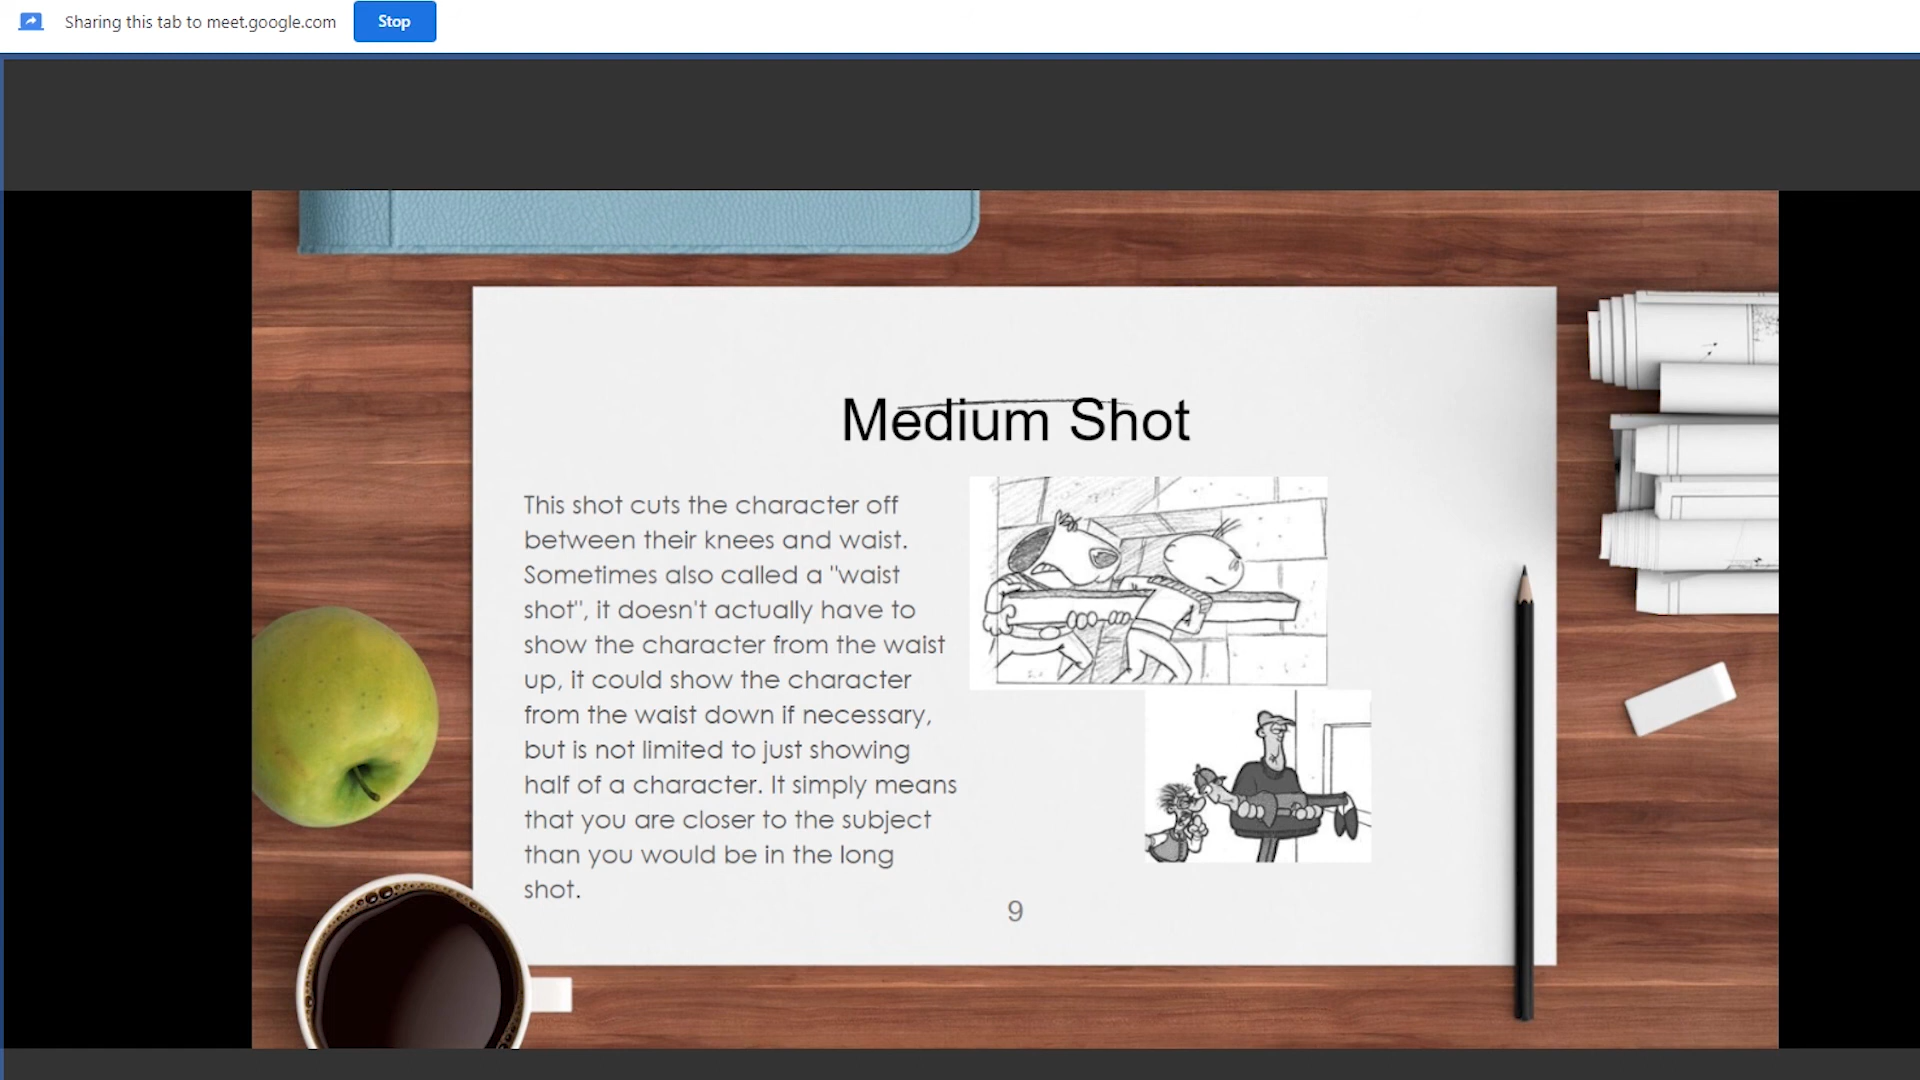 Sharing this tab to meet.google.com
Stop
Medium Shot
This shot cuts the character off
between their knees and waist.
Sometimes also called a "waist
shot", it doesn't actually have to
show the character from the waist
up, it could show the character
from the waist down if necessary,
but is not limited to just showing
half of a character. It simply means
that you are closer to the subject
than you would be in the long
shot.
9